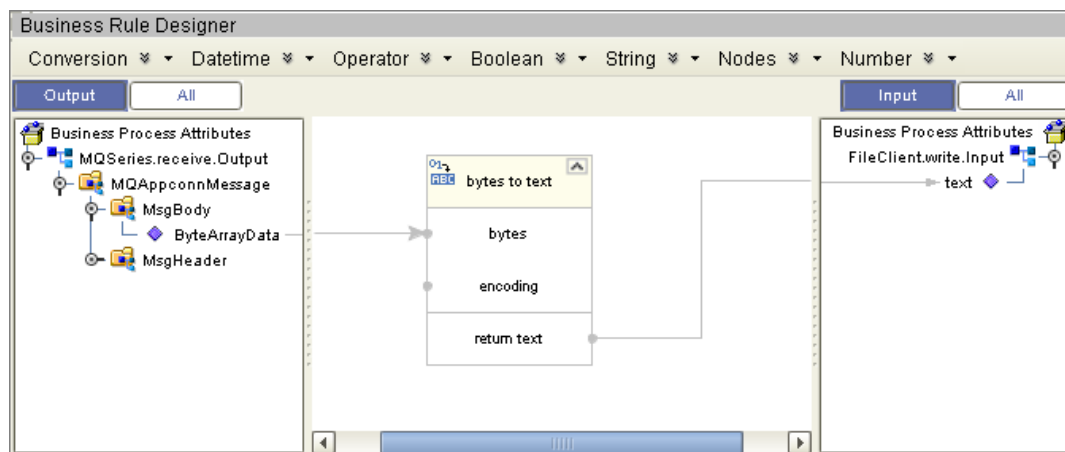 Business Rule Designer
Conversion Datetime Operator Boolean String Nodes Number
Output All Input All
Business Process Attributes
MQSeries.receive.Output
MQAppconnMessage
MsgBody
ByteArrayData
MsgHeader
01
ABC
bytes to text
bytes
encoding
return text
Business Process Attributes
FileClient.write.Input
text